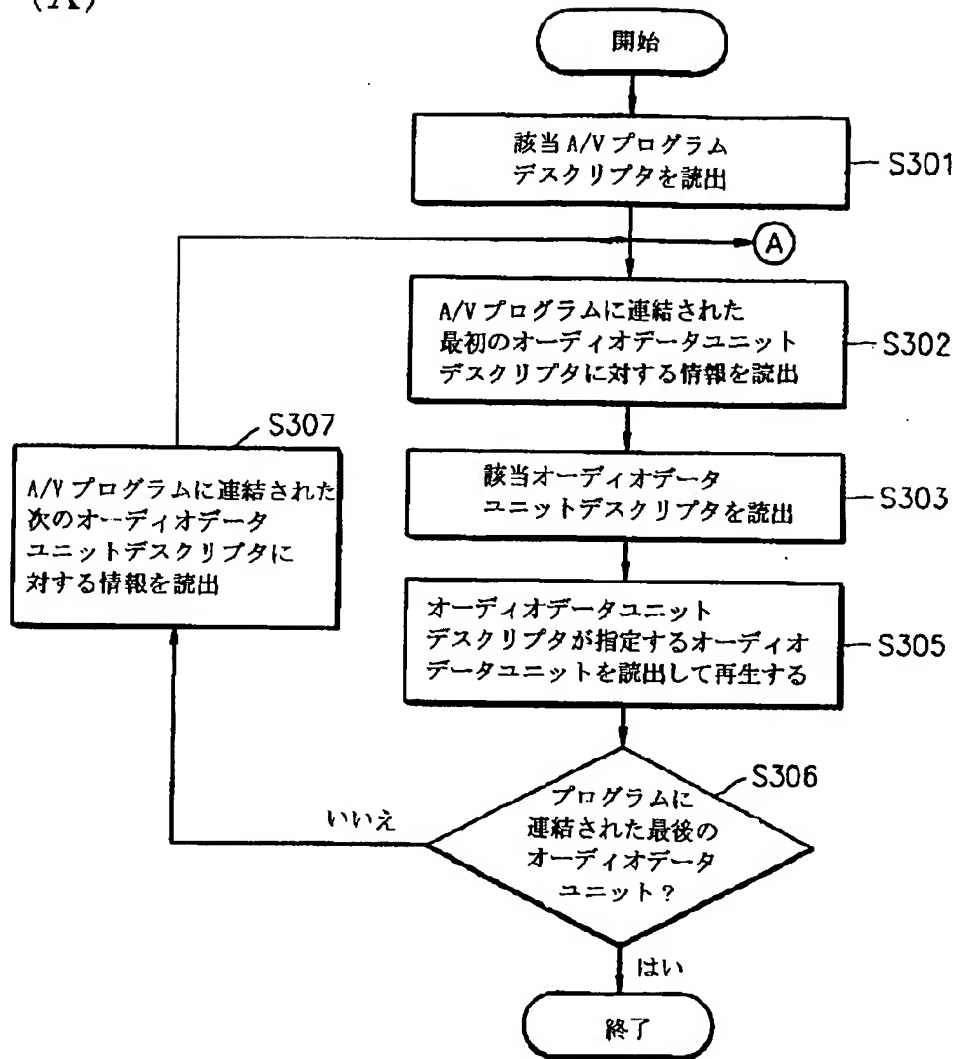 (A)
開始
該当A/Vプログラム
デスクリプタを読出
S301
A
A/Vプログラムに連結された
最初のオーディオデータユニット
デスクリプタに対する情報を読出
S302
S307
A/Vプログラムに連結された
次のオーディオデータ
ユニットデスクリプタに
対する情報を読出
該当オーディオデータ
ユニットデスクリプタを読出
S303
オーディオデータユニット
デスクリプタが指定するオーディオ
データユニットを読出して再生する
S305
S306
プログラムに
連結された最後の
オーディオデータ
ユニット?
いいえ
はい
終了